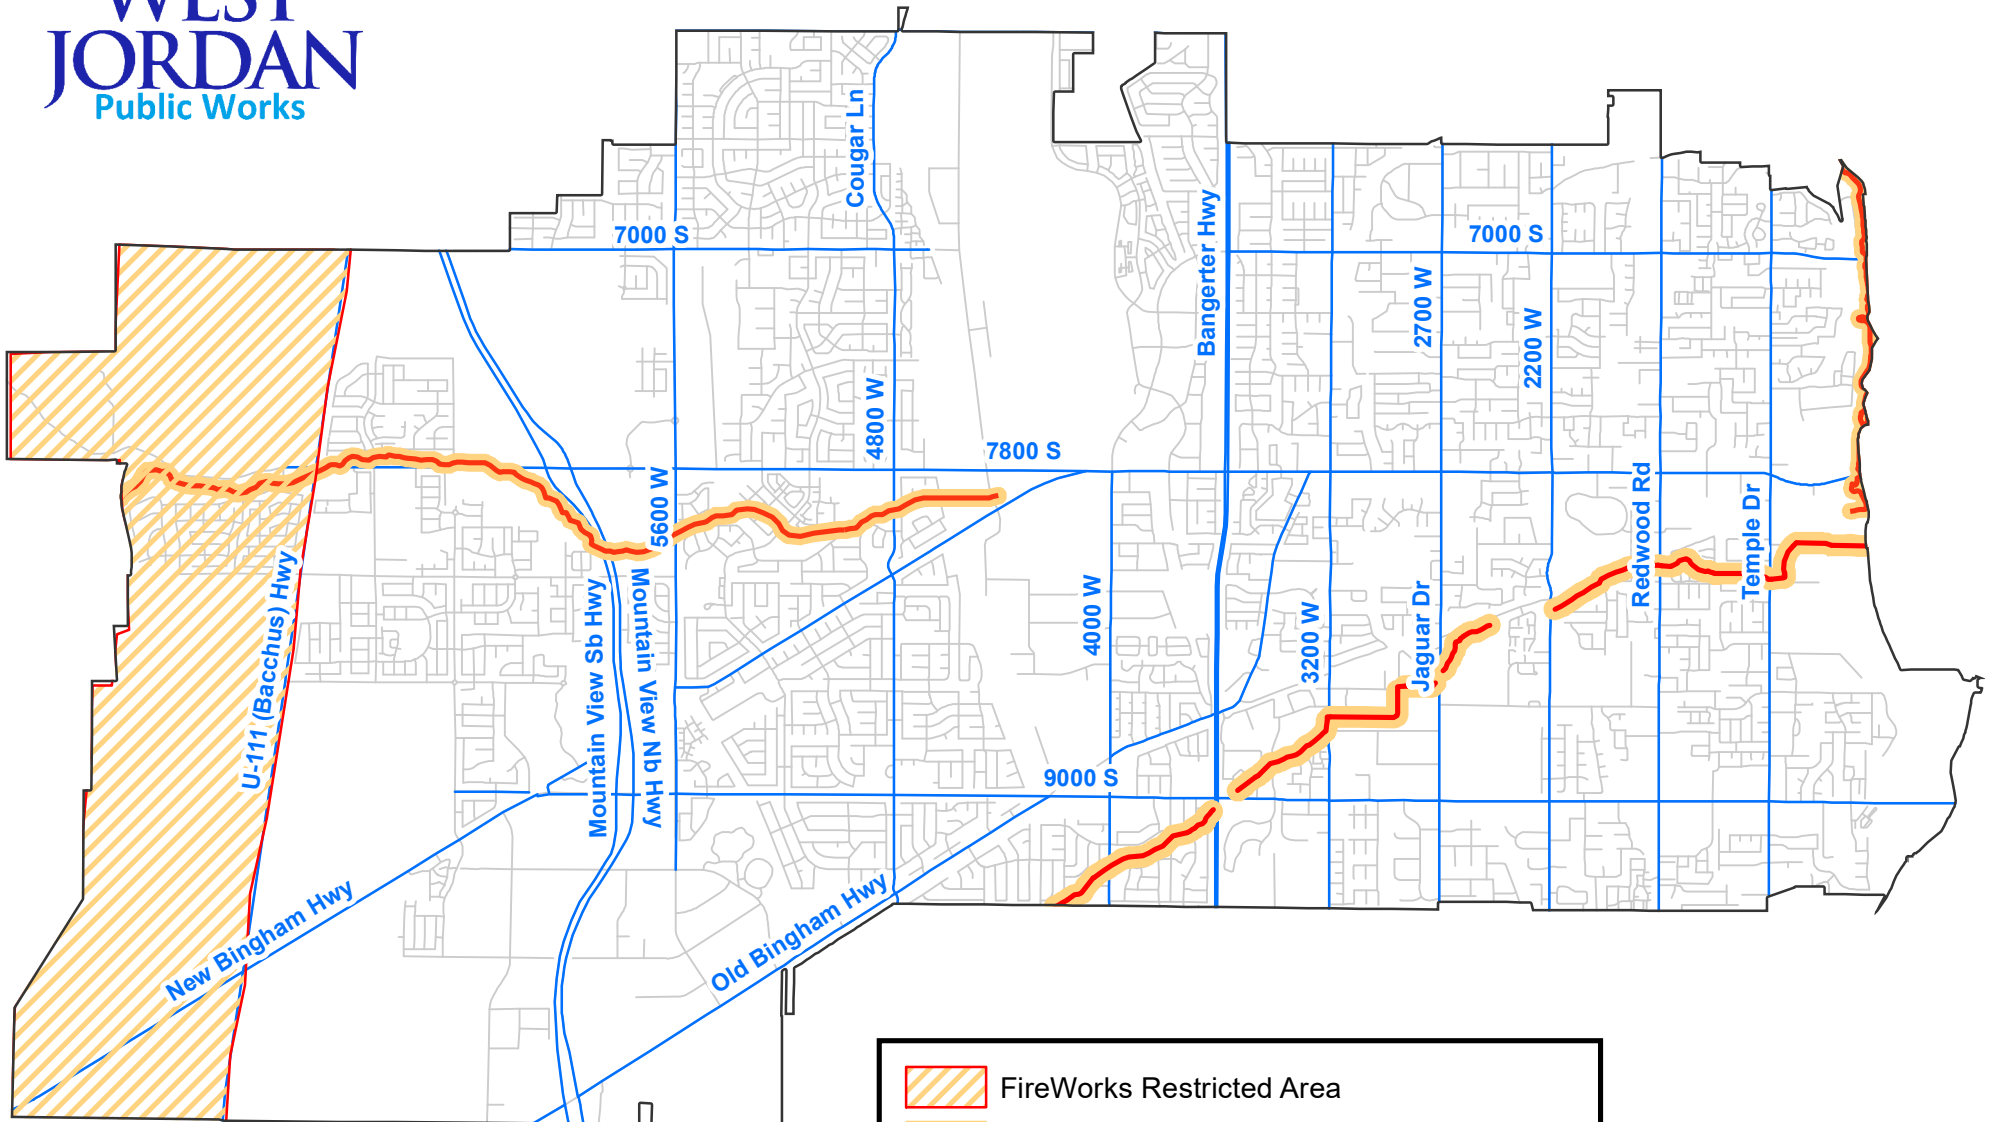 WEST
JORDAN
Public Works
Cougar Ln
7000 S
7000 S
Bangerter Hwy
2700 W
2200 W
4800 W
7800 S
5600 W
Redwood Rd
Temple Dr
U-111 (Bacchus) Hwy
Mountain View Sb Hwy
Mountain View Nb Hwy
4000 W
3200 W
Jaguar Dr
9000 S
New Bingham Hwy
Old Bingham Hwy
FireWorks Restricted Area